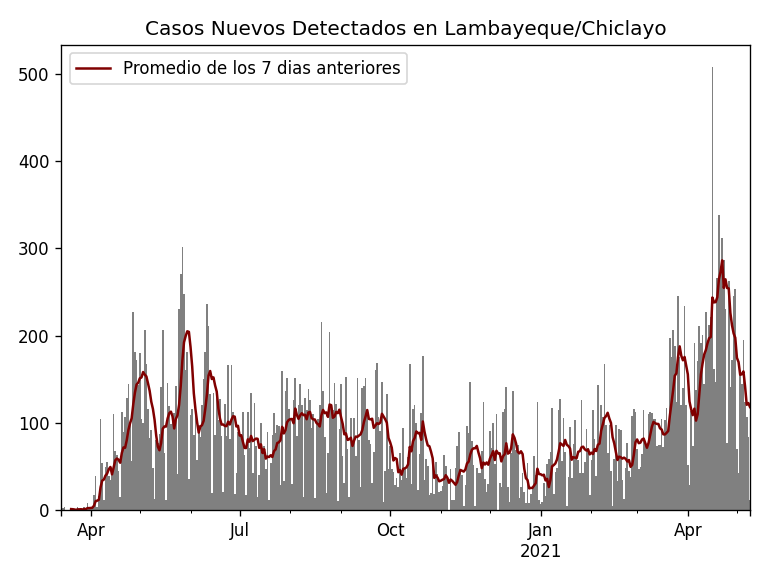 Casos Nuevos Detectados en Lambayeque/Chiclayo
Promedio de los 7 dias anteriores
500
400
300
200
100
0
Apr Jul Oct Jan Apr
2021